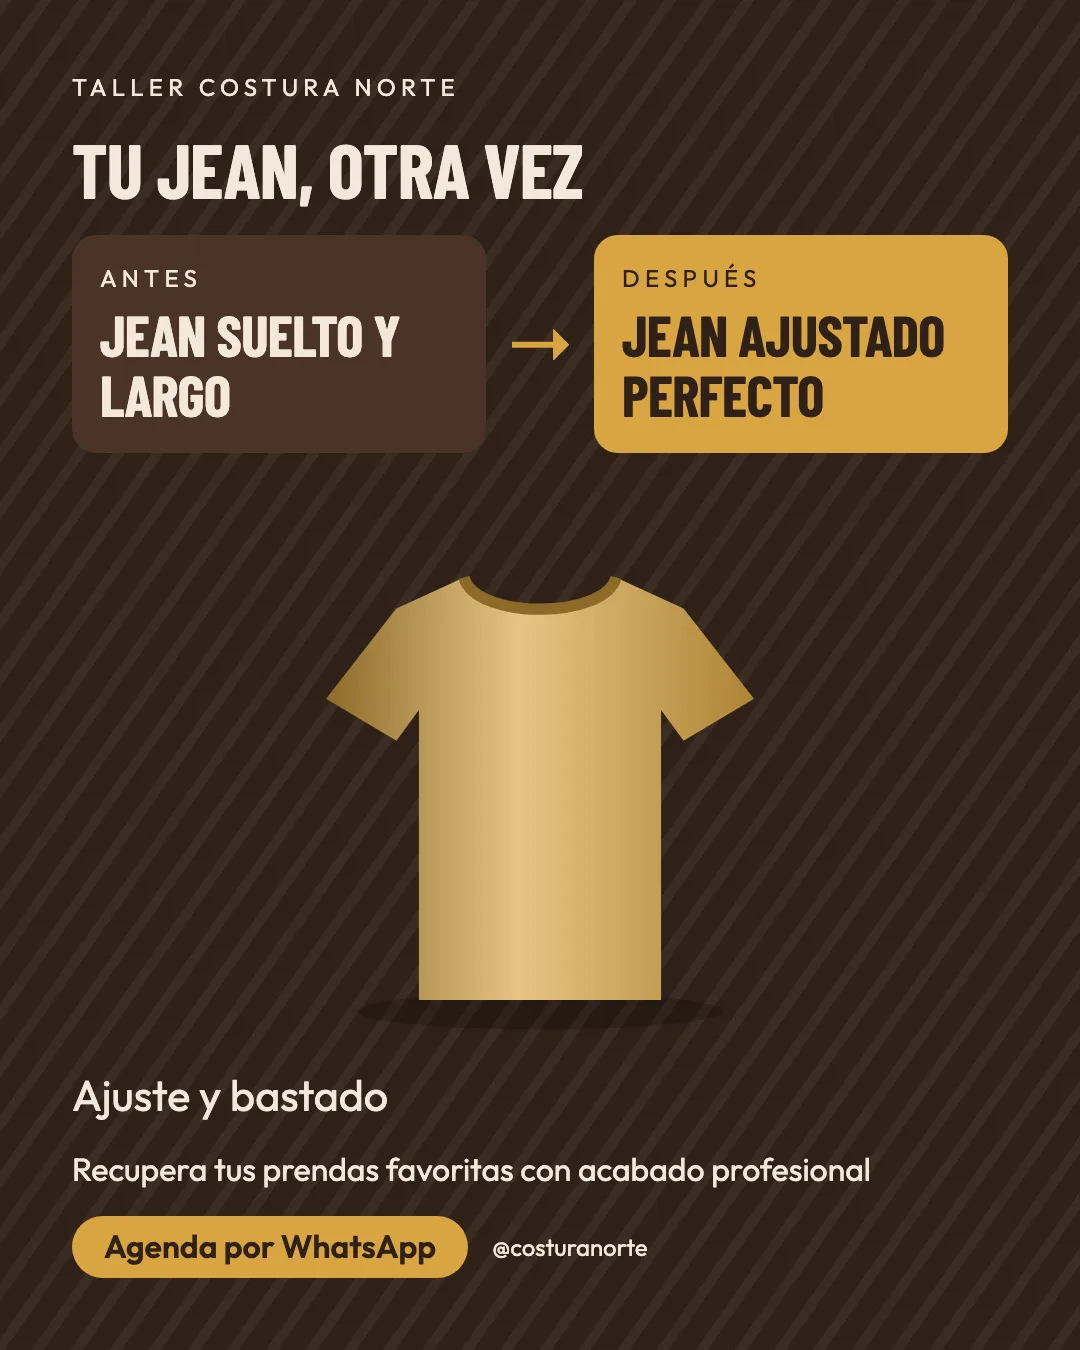 TALLER COSTURA NORTE
TU JEAN, OTRA VEZ
ANTES
JEAN SUELTO Y
LARGO
DESPUÉS
JEAN AJUSTADO
PERFECTO
Ajuste y bastado
Recupera tus prendas favoritas con acabado profesional
Agenda por WhatsApp
@costuranorte